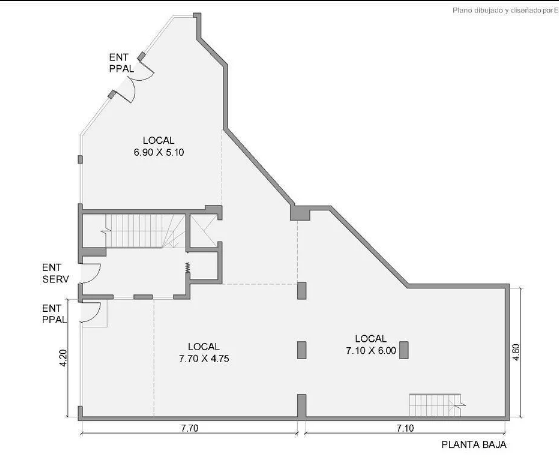 Plano dibujado y diseñado por E
ENT
PPAL
LOCAL
6.90 X 5.10
ENT
SERV
ENT
PPAL
LOCAL
7.70 X 4.75
LOCAL
7.10 X 6.00
4.20
4.80
7.70
7.10
PLANTA BAJA